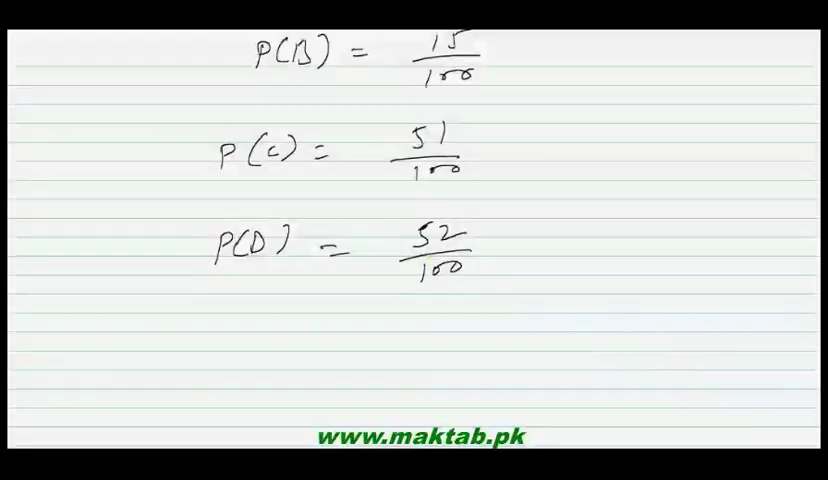 P(B) = 15/100
P(C) = 51/100
P(D) = 52/100
www.maktab.pk